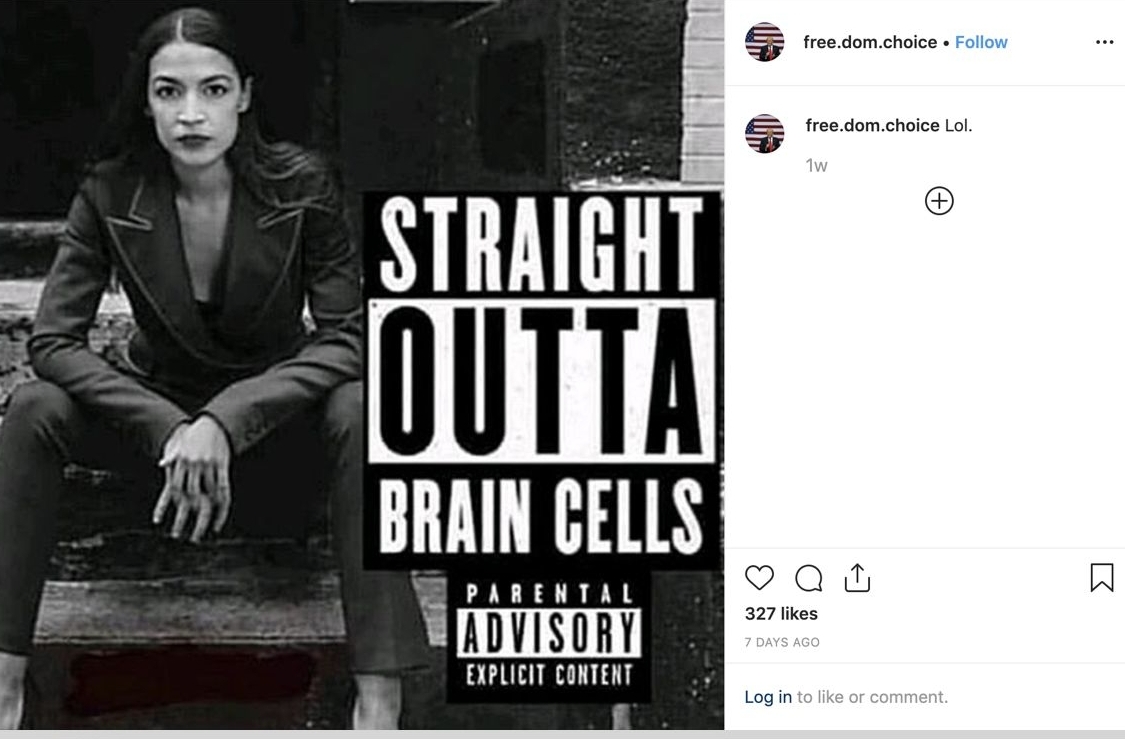 STRAIGHT
OUTTA
BRAIN CELLS
PARENTAL
ADVISORY
EXPLICIT CONTENT
free.dom.choice • Follow
free.dom.choice Lol.
1w
327 likes
7 DAYS AGO
Log in to like or comment.